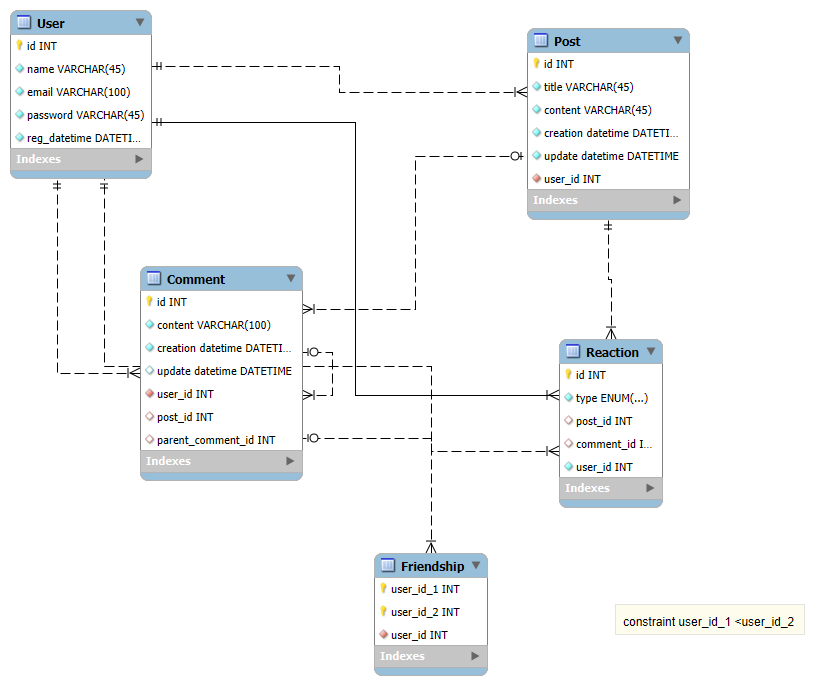 User
id INT
name VARCHAR(45)
email VARCHAR(100)
password VARCHAR(45)
reg_datetime DATETI...
Indexes
Post
id INT
title VARCHAR(45)
content VARCHAR(45)
creation datetime DATETI...
update datetime DATETIME
user_id INT
Indexes
Comment
id INT
content VARCHAR(100)
creation datetime DATETI...
update datetime DATETIME
user_id INT
post_id INT
parent_comment_id INT
Indexes
Reaction
id INT
type ENUM(...)
post_id INT
comment_id I...
user_id INT
Indexes
Friendship
user_id_1 INT
user_id_2 INT
user_id INT
Indexes
constraint user_id_1 <user_id_2